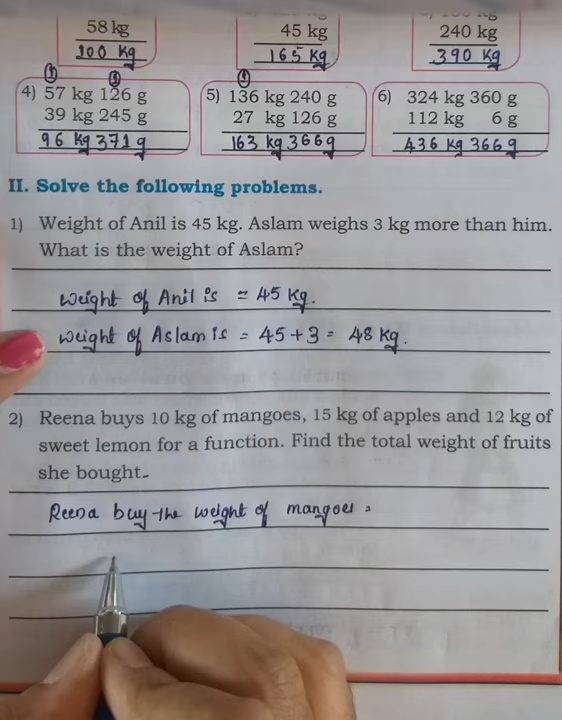 58 kg
100 kg
45 kg
165 kg
240 kg
390 kg
4) 57 kg 126 g
39 kg 245 g
96 kg 371 g
5) 136 kg 240 g
27 kg 126 g
163 kg 366 g
6) 324 kg 360 g
112 kg 6 g
436 kg 366 g
II. Solve the following problems.
1) Weight of Anil is 45 kg. Aslam weighs 3 kg more than him.
What is the weight of Aslam?
weight of Anil is = 45 kg.
weight of Aslam is = 45 + 3 = 48 kg.
2) Reena buys 10 kg of mangoes, 15 kg of apples and 12 kg of
sweet lemon for a function. Find the total weight of fruits
she bought.
Reena buy the weight of mangoes =